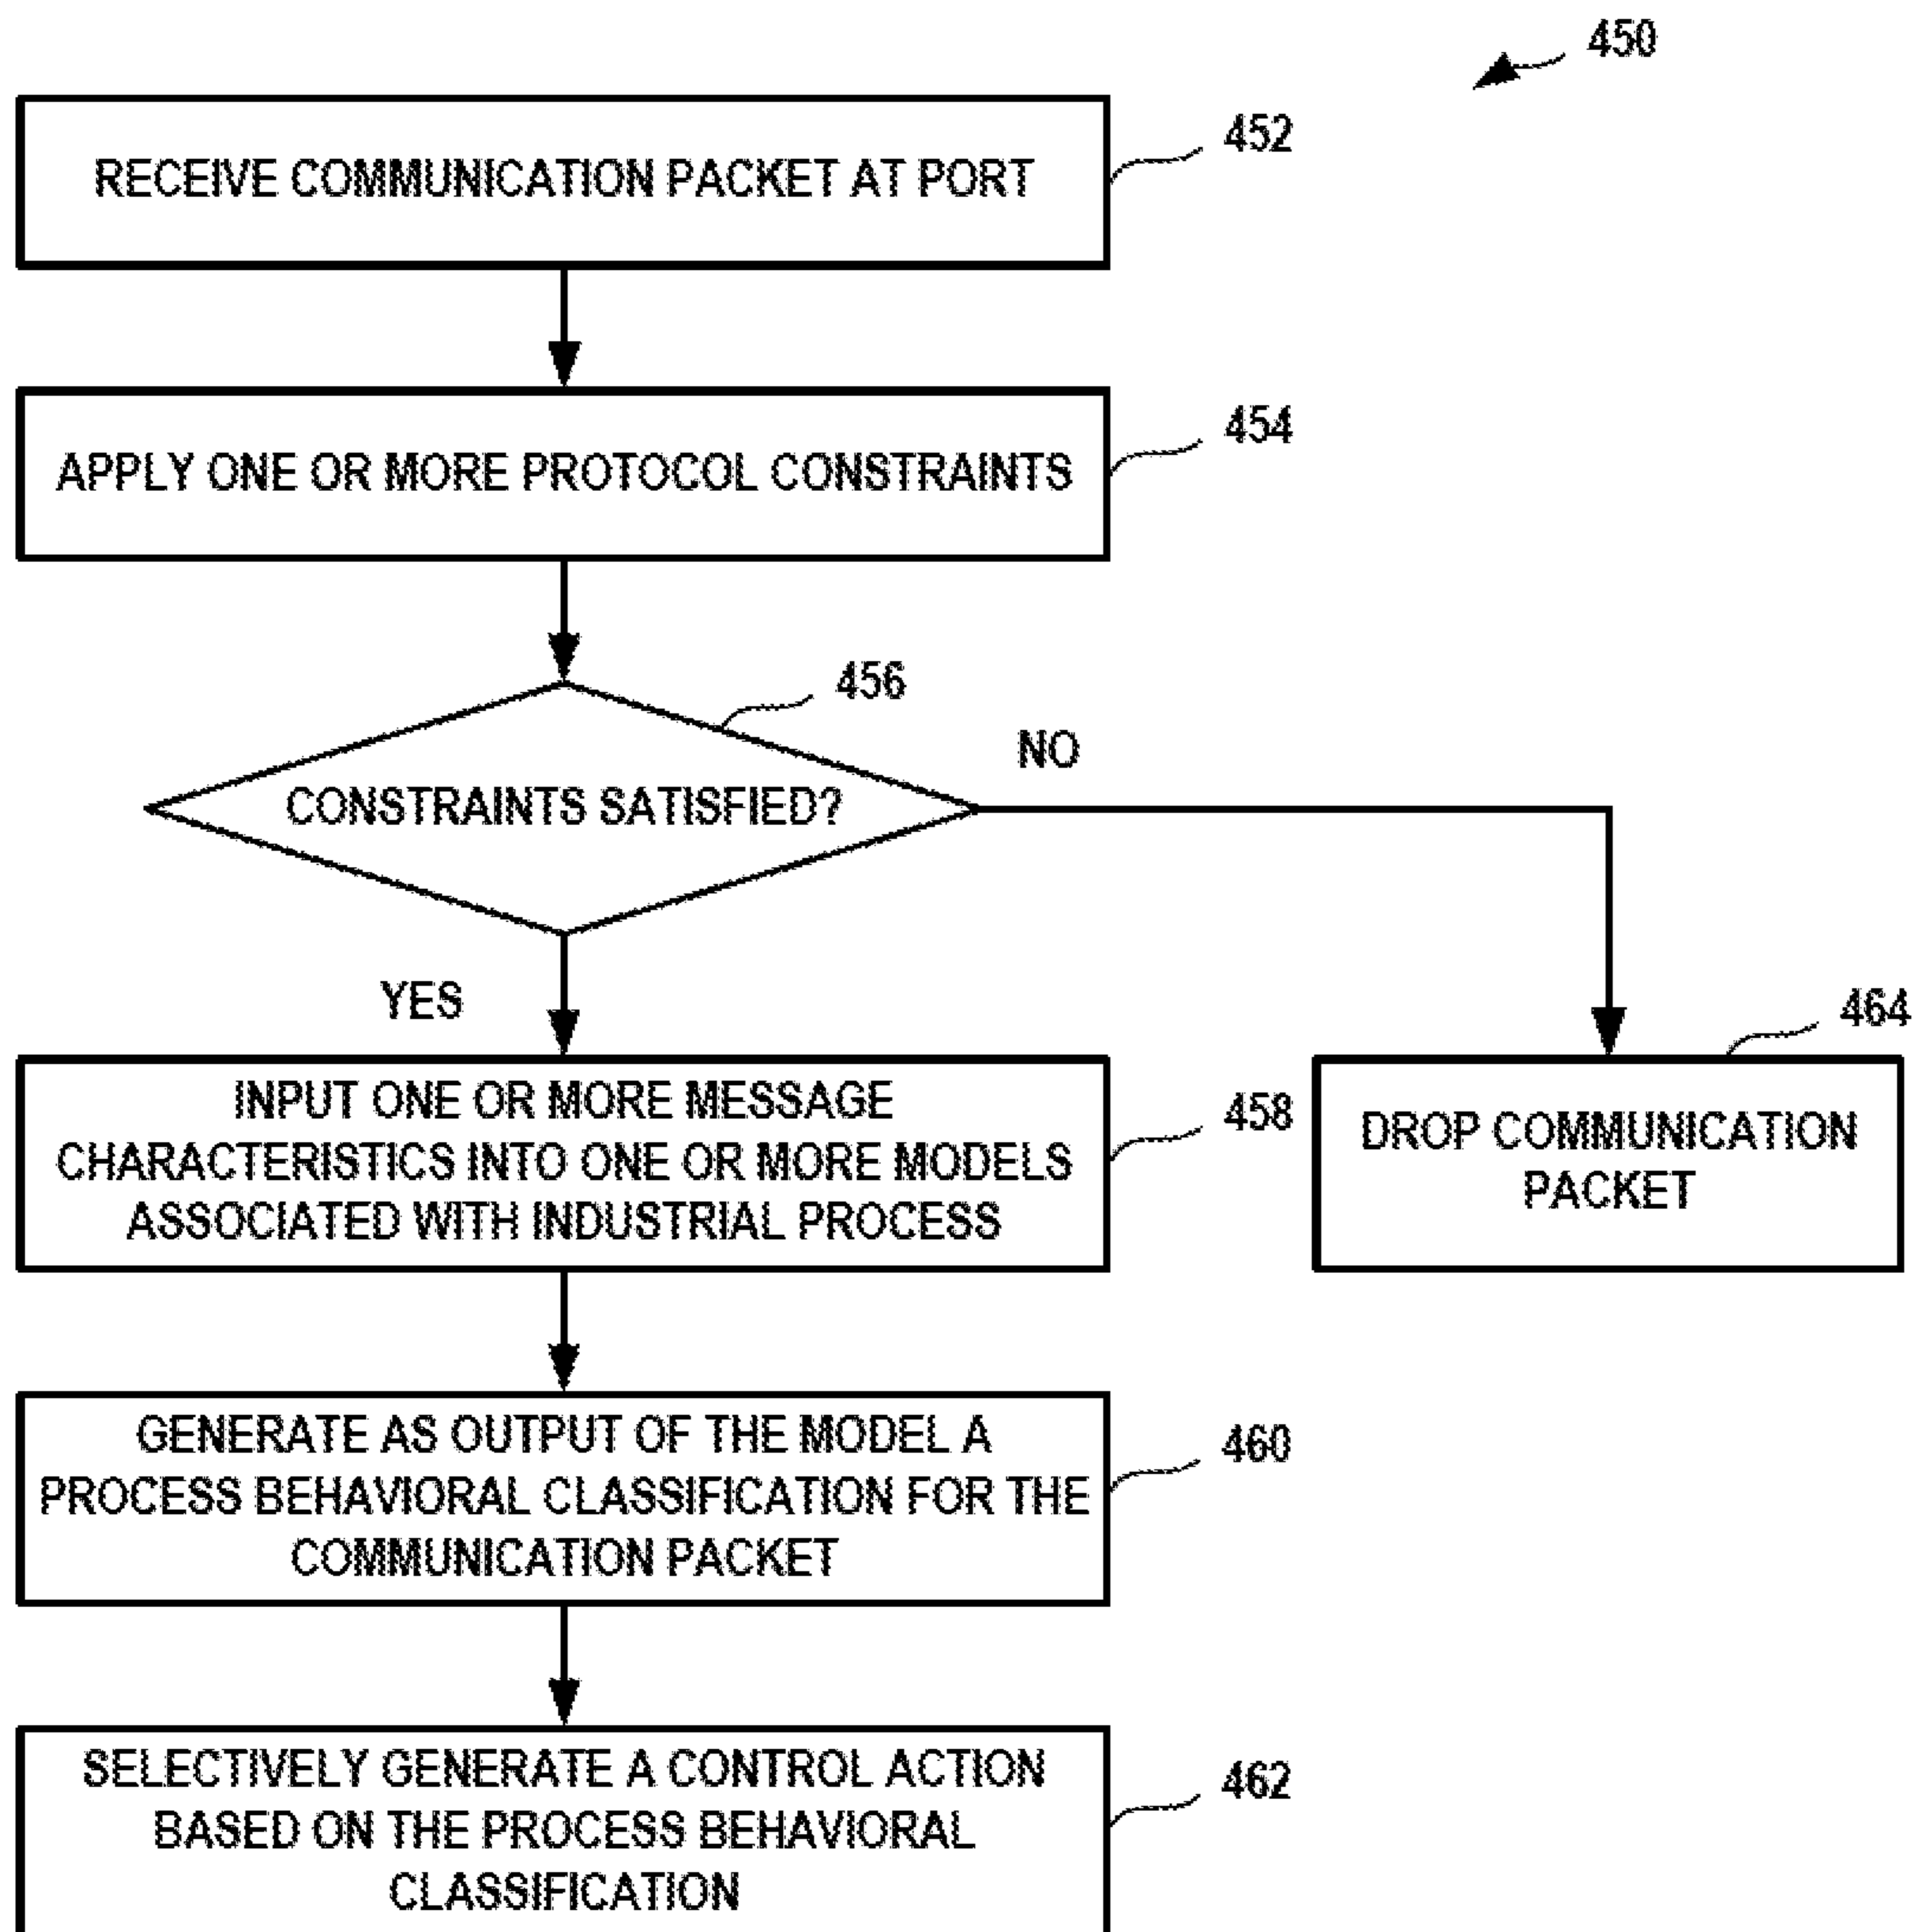 450
RECEIVE COMMUNICATION PACKET AT PORT
452
APPLY ONE OR MORE PROTOCOL CONSTRAINTS
454
456
CONSTRAINTS SATISFIED?
NO
YES
INPUT ONE OR MORE MESSAGE
CHARACTERISTICS INTO ONE OR MORE MODELS
ASSOCIATED WITH INDUSTRIAL PROCESS
458
464
DROP COMMUNICATION
PACKET
GENERATE AS OUTPUT OF THE MODEL A
PROCESS BEHAVIORAL CLASSIFICATION FOR THE
COMMUNICATION PACKET
460
SELECTIVELY GENERATE A CONTROL ACTION
BASED ON THE PROCESS BEHAVIORAL
CLASSIFICATION
462